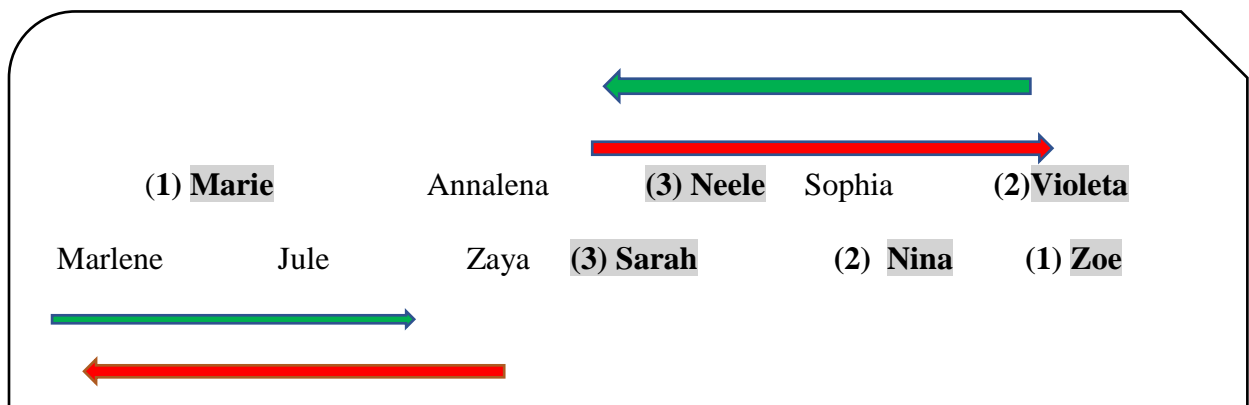 (1) Marie Annalena (3) Neele Sophia (2)Violeta
Marlene Jule Zaya (3) Sarah (2) Nina (1) Zoe